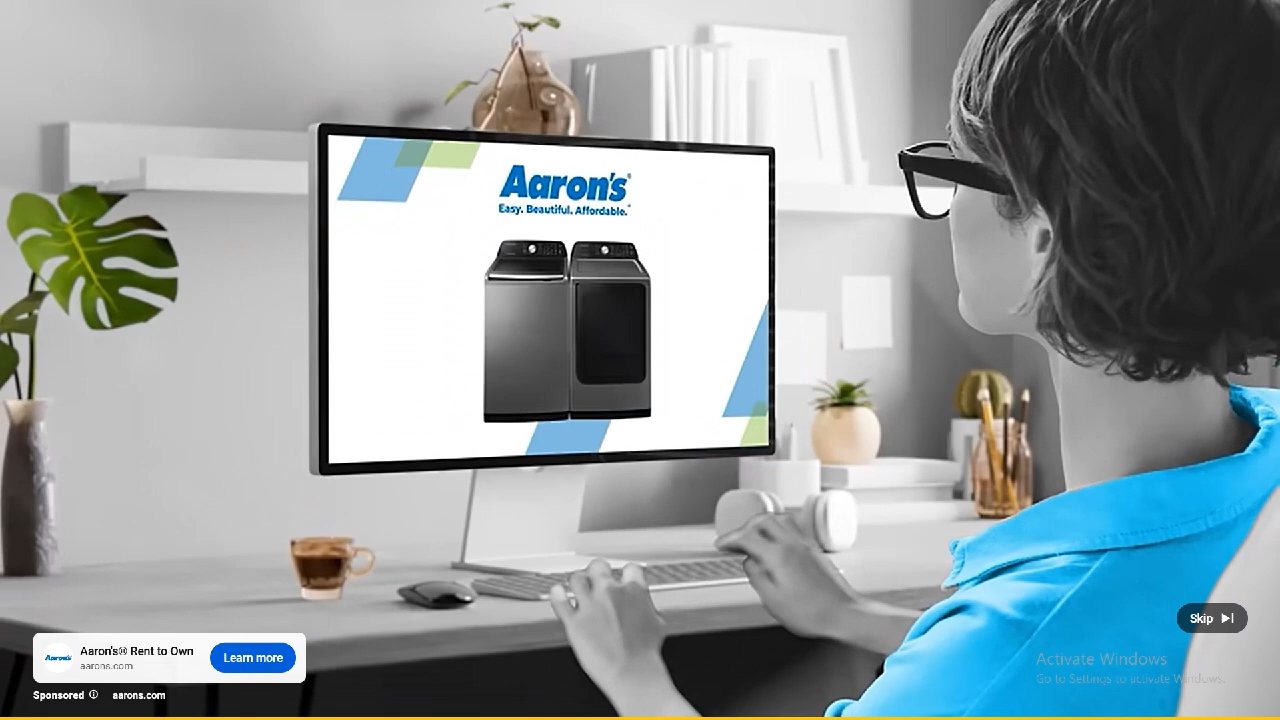 Aaron's®
Easy. Beautiful. Affordable.
Skip
Aaron's® Rent to Own
aarons.com
Learn more
Aaron's
Activate Windows
Go to Settings to activate Windows.
Sponsored
aarons.com